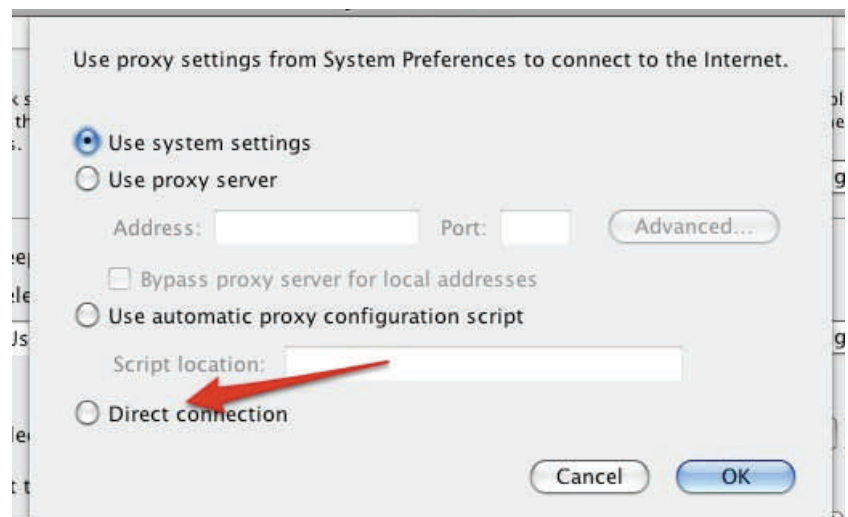 Use proxy settings from System Preferences to connect to the Internet.
Use system settings
Use proxy server
Address: Port: Advanced...
Bypass proxy server for local addresses
Use automatic proxy configuration script
Script location:
Direct connection
Cancel OK